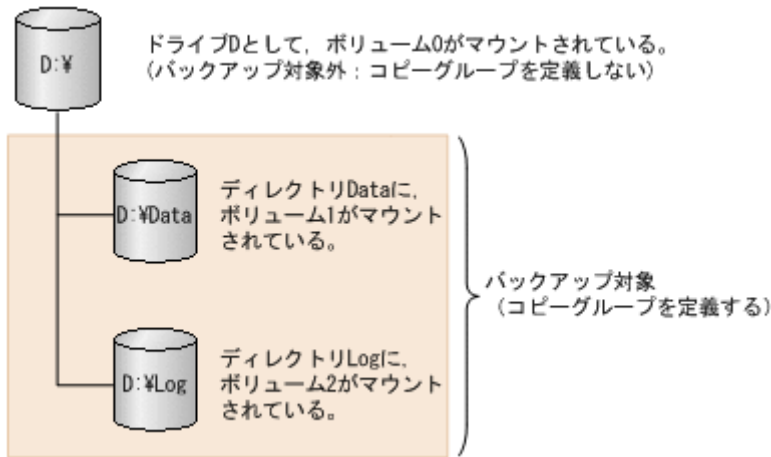 D:¥
ドライブDとして，ボリューム0がマウントされている。
(バックアップ対象外：コピーグループを定義しない)
D:¥Data
ディレクトリDataに，
ボリューム1がマウント
されている。
バックアップ対象
（コピーグループを定義する）
D:¥Log
ディレクトリLogに，
ボリューム2がマウント
されている。